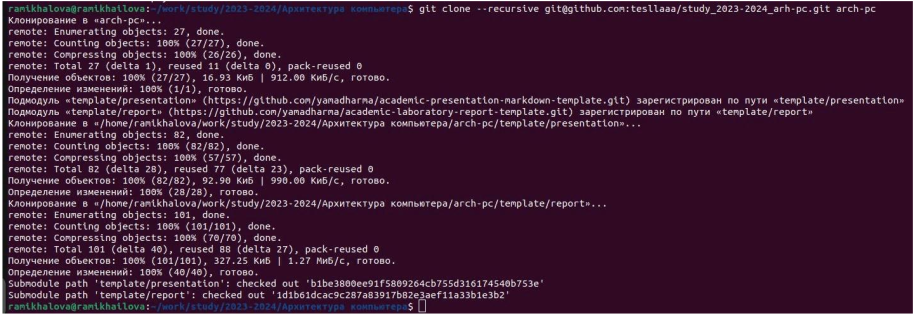 ramikhalova@ramikhailova:~/work/study/2023-2024/Архитектура компьютера$ git clone --recursive git@github.com:tesllaaa/study_2023-2024_arh-pc.git arch-pc
Клонирование в «arch-pc»...
remote: Enumerating objects: 27, done.
remote: Counting objects: 100% (27/27), done.
remote: Compressing objects: 100% (26/26), done.
remote: Total 27 (delta 1), reused 11 (delta 0), pack-reused 0
Получение объектов: 100% (27/27), 16.93 КиБ | 912.00 КиБ/с, готово.
Определение изменений: 100% (1/1), готово.
Подмодуль «template/presentation» (https://github.com/yamadharma/academic-presentation-markdown-template.git) зарегистрирован по пути «template/presentation»
Подмодуль «template/report» (https://github.com/yamadharma/academic-laboratory-report-template.git) зарегистрирован по пути «template/report»
Клонирование в «/home/ramikhalova/work/study/2023-2024/Архитектура компьютера/arch-pc/template/presentation»...
remote: Enumerating objects: 82, done.
remote: Counting objects: 100% (82/82), done.
remote: Compressing objects: 100% (57/57), done.
remote: Total 82 (delta 28), reused 77 (delta 23), pack-reused 0
Получение объектов: 100% (82/82), 92.90 КиБ | 990.00 КиБ/с, готово.
Определение изменений: 100% (28/28), готово.
Клонирование в «/home/ramikhalova/work/study/2023-2024/Архитектура компьютера/arch-pc/template/report»...
remote: Enumerating objects: 101, done.
remote: Counting objects: 100% (101/101), done.
remote: Compressing objects: 100% (70/70), done.
remote: Total 101 (delta 40), reused 88 (delta 27), pack-reused 0
Получение объектов: 100% (101/101), 327.25 КиБ | 1.27 МиБ/с, готово.
Определение изменений: 100% (40/40), готово.
Submodule path 'template/presentation': checked out 'b1be3800ee91f5809264cb755d316174540b753e'
Submodule path 'template/report': checked out '1d1b61dcac9c287a83917b82e3aef11a33b1e3b2'
ramikhalova@ramikhailova:~/work/study/2023-2024/Архитектура компьютера$